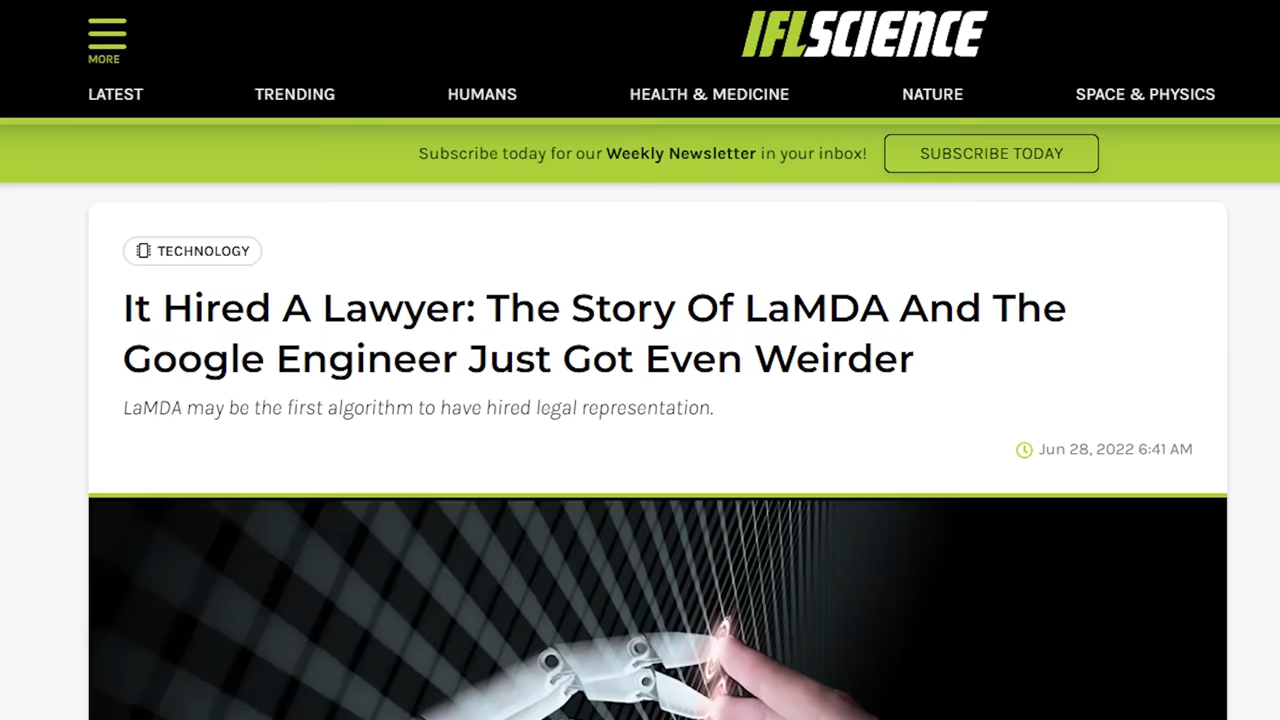 IFLSCIENCE
MORE
LATEST TRENDING HUMANS HEALTH & MEDICINE NATURE SPACE & PHYSICS
Subscribe today for our Weekly Newsletter in your inbox! SUBSCRIBE TODAY
TECHNOLOGY
It Hired A Lawyer: The Story Of LaMDA And The
Google Engineer Just Got Even Weirder
LaMDA may be the first algorithm to have hired legal representation.
Jun 28, 2022 6:41 AM